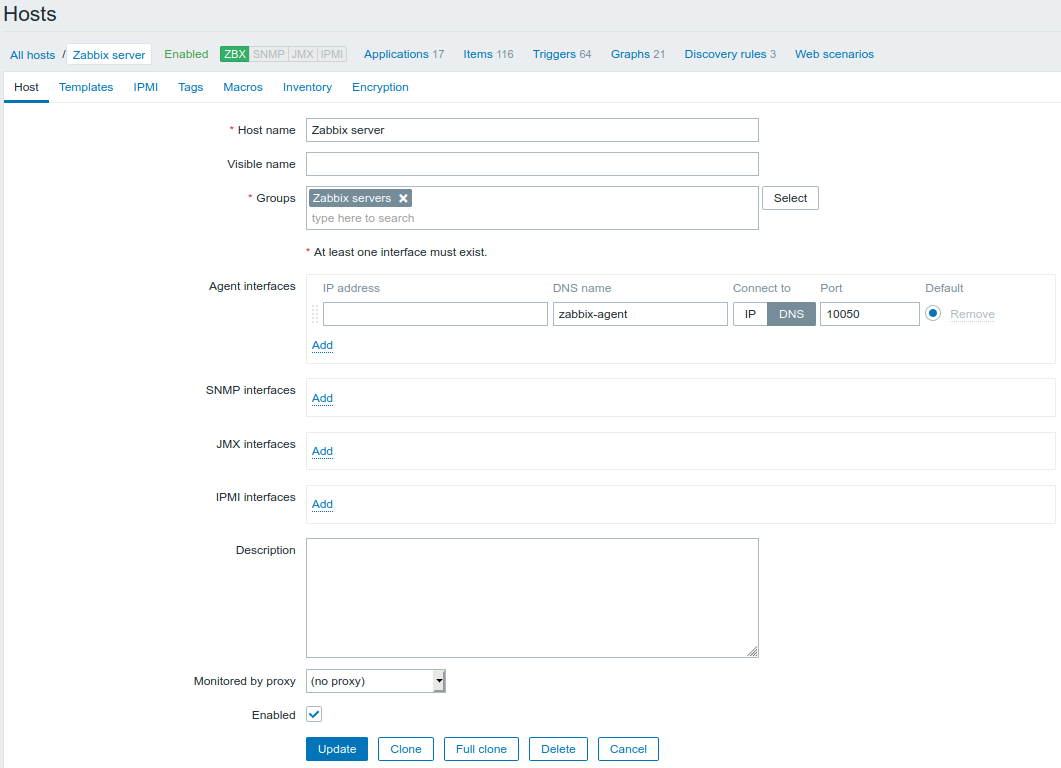 Hosts
All hosts / Zabbix server Enabled ZBX SNMP JMX IPMI Applications 17 Items 116 Triggers 64 Graphs 21 Discovery rules 3 Web scenarios
Host Templates IPMI Tags Macros Inventory Encryption
* Host name Zabbix server
Visible name
* Groups Zabbix servers Select
type here to search
* At least one interface must exist.
Agent interfaces IP address DNS name Connect to Port Default
zabbix-agent IP DNS 10050 Remove
Add
SNMP interfaces Add
JMX interfaces Add
IPMI interfaces Add
Description
Monitored by proxy (no proxy)
Enabled
Update Clone Full clone Delete Cancel